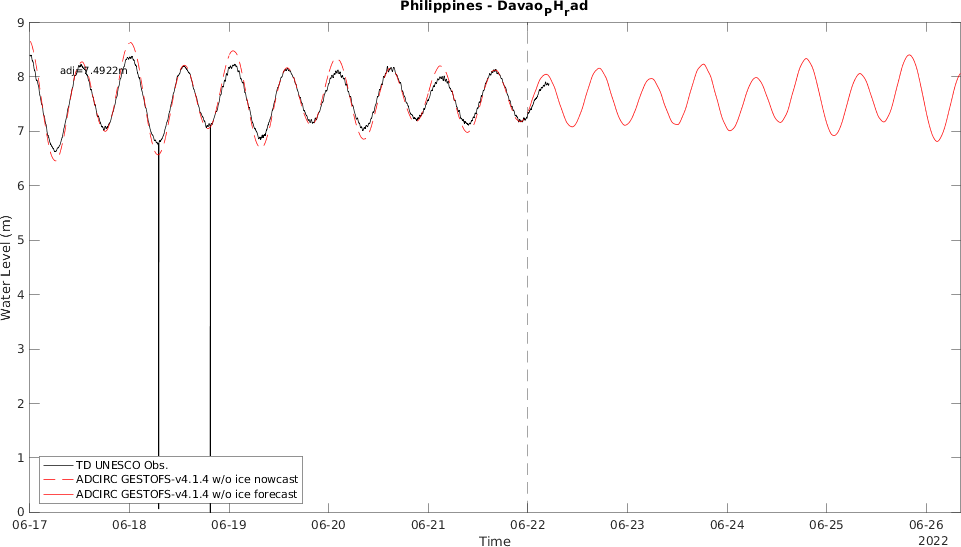 Philippines - Davao_PH_rad
9
8
7
6
5
4
3
2
1
0
Water Level (m)
adj=7.4922m
TD UNESCO Obs.
ADCIRC GESTOFS-v4.1.4 w/o ice nowcast
ADCIRC GESTOFS-v4.1.4 w/o ice forecast
06-17 06-18 06-19 06-20 06-21 06-22 06-23 06-24 06-25 06-26
Time
2022